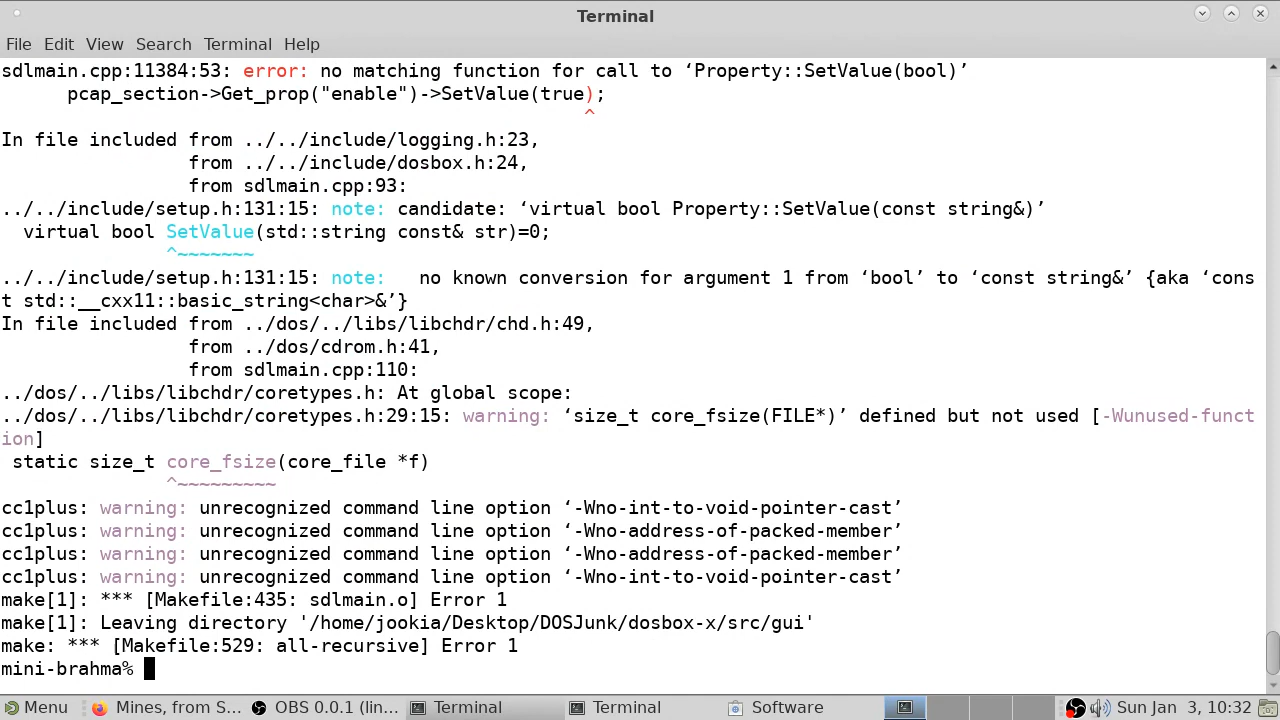 Terminal
File Edit View Search Terminal Help
sdlmain.cpp:11384:53: error: no matching function for call to ‘Property::SetValue(bool)’
      pcap_section->Get_prop("enable")->SetValue(true);
                                                     ^
In file included from ../../include/logging.h:23,
                 from ../../include/dosbox.h:24,
                 from sdlmain.cpp:93:
../../include/setup.h:131:15: note: candidate: ‘virtual bool Property::SetValue(const string&)’
  virtual bool SetValue(std::string const& str)=0;
               ^~~~~~~~
../../include/setup.h:131:15: note:   no known conversion for argument 1 from ‘bool’ to ‘const string&’ {aka ‘cons
t std::__cxx11::basic_string<char>&’}
In file included from ../dos/../libs/libchdr/chd.h:49,
                 from ../dos/cdrom.h:41,
                 from sdlmain.cpp:110:
../dos/../libs/libchdr/coretypes.h: At global scope:
../dos/../libs/libchdr/coretypes.h:29:15: warning: ‘size_t core_fsize(FILE*)’ defined but not used [-Wunused-funct
ion]
 static size_t core_fsize(core_file *f)
               ^~~~~~~~~~
cc1plus: warning: unrecognized command line option ‘-Wno-int-to-void-pointer-cast’
cc1plus: warning: unrecognized command line option ‘-Wno-address-of-packed-member’
cc1plus: warning: unrecognized command line option ‘-Wno-address-of-packed-member’
cc1plus: warning: unrecognized command line option ‘-Wno-int-to-void-pointer-cast’
make[1]: *** [Makefile:435: sdlmain.o] Error 1
make[1]: Leaving directory '/home/jookia/Desktop/DOSJunk/dosbox-x/src/gui'
make: *** [Makefile:529: all-recursive] Error 1
mini-brahma%
Menu Mines, from S... OBS 0.0.1 (lin... Terminal Terminal Software Sun Jan 3, 10:32